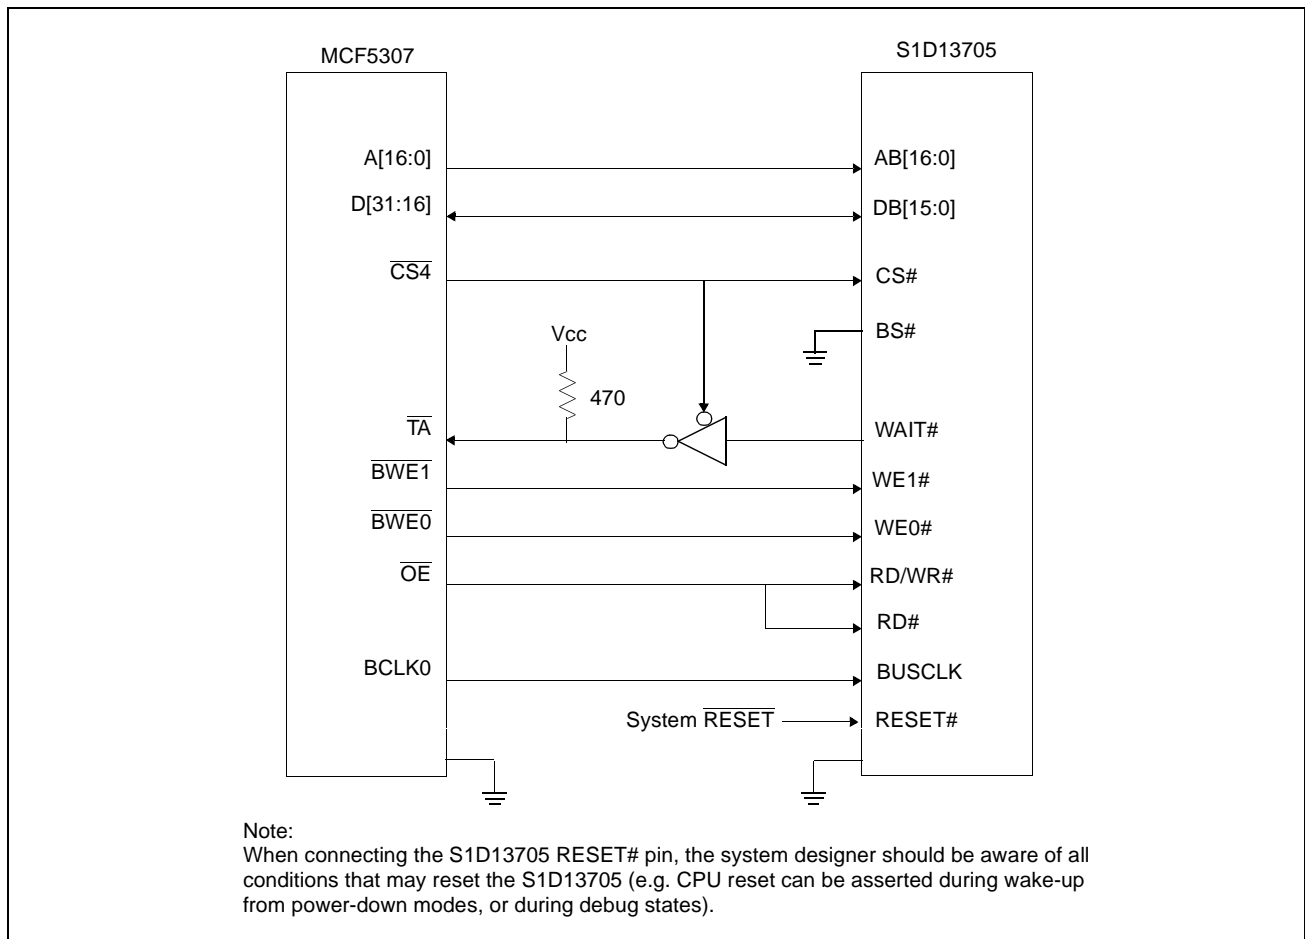 MCF5307
S1D13705
A[16:0]
AB[16:0]
D[31:16]
DB[15:0]
CS4
CS#
BS#
Vcc
470
TA
WAIT#
BWE1
WE1#
BWE0
WE0#
OE
RD/WR#
RD#
BCLK0
BUSCLK
System RESET
RESET#
Note:
When connecting the S1D13705 RESET# pin, the system designer should be aware of all
conditions that may reset the S1D13705 (e.g. CPU reset can be asserted during wake-up
from power-down modes, or during debug states).